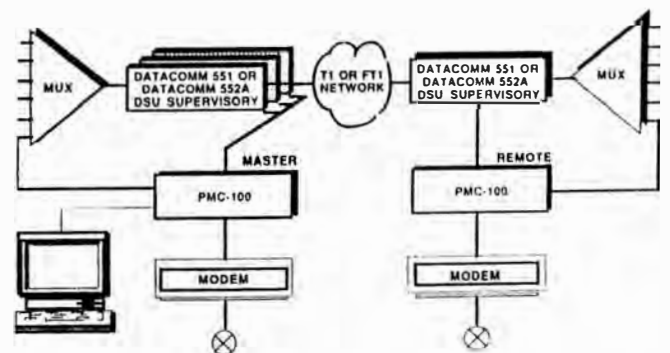 MUX
DATACOMM 551 OR
DATACOMM 552A
DSU SUPERVISORY
T1 OR FT1
NETWORK
DATACOMM 551 OR
DATACOMM 552A
DSU SUPERVISORY
MUX
MASTER
PMC-100
REMOTE
PMC-100
MODEM
MODEM